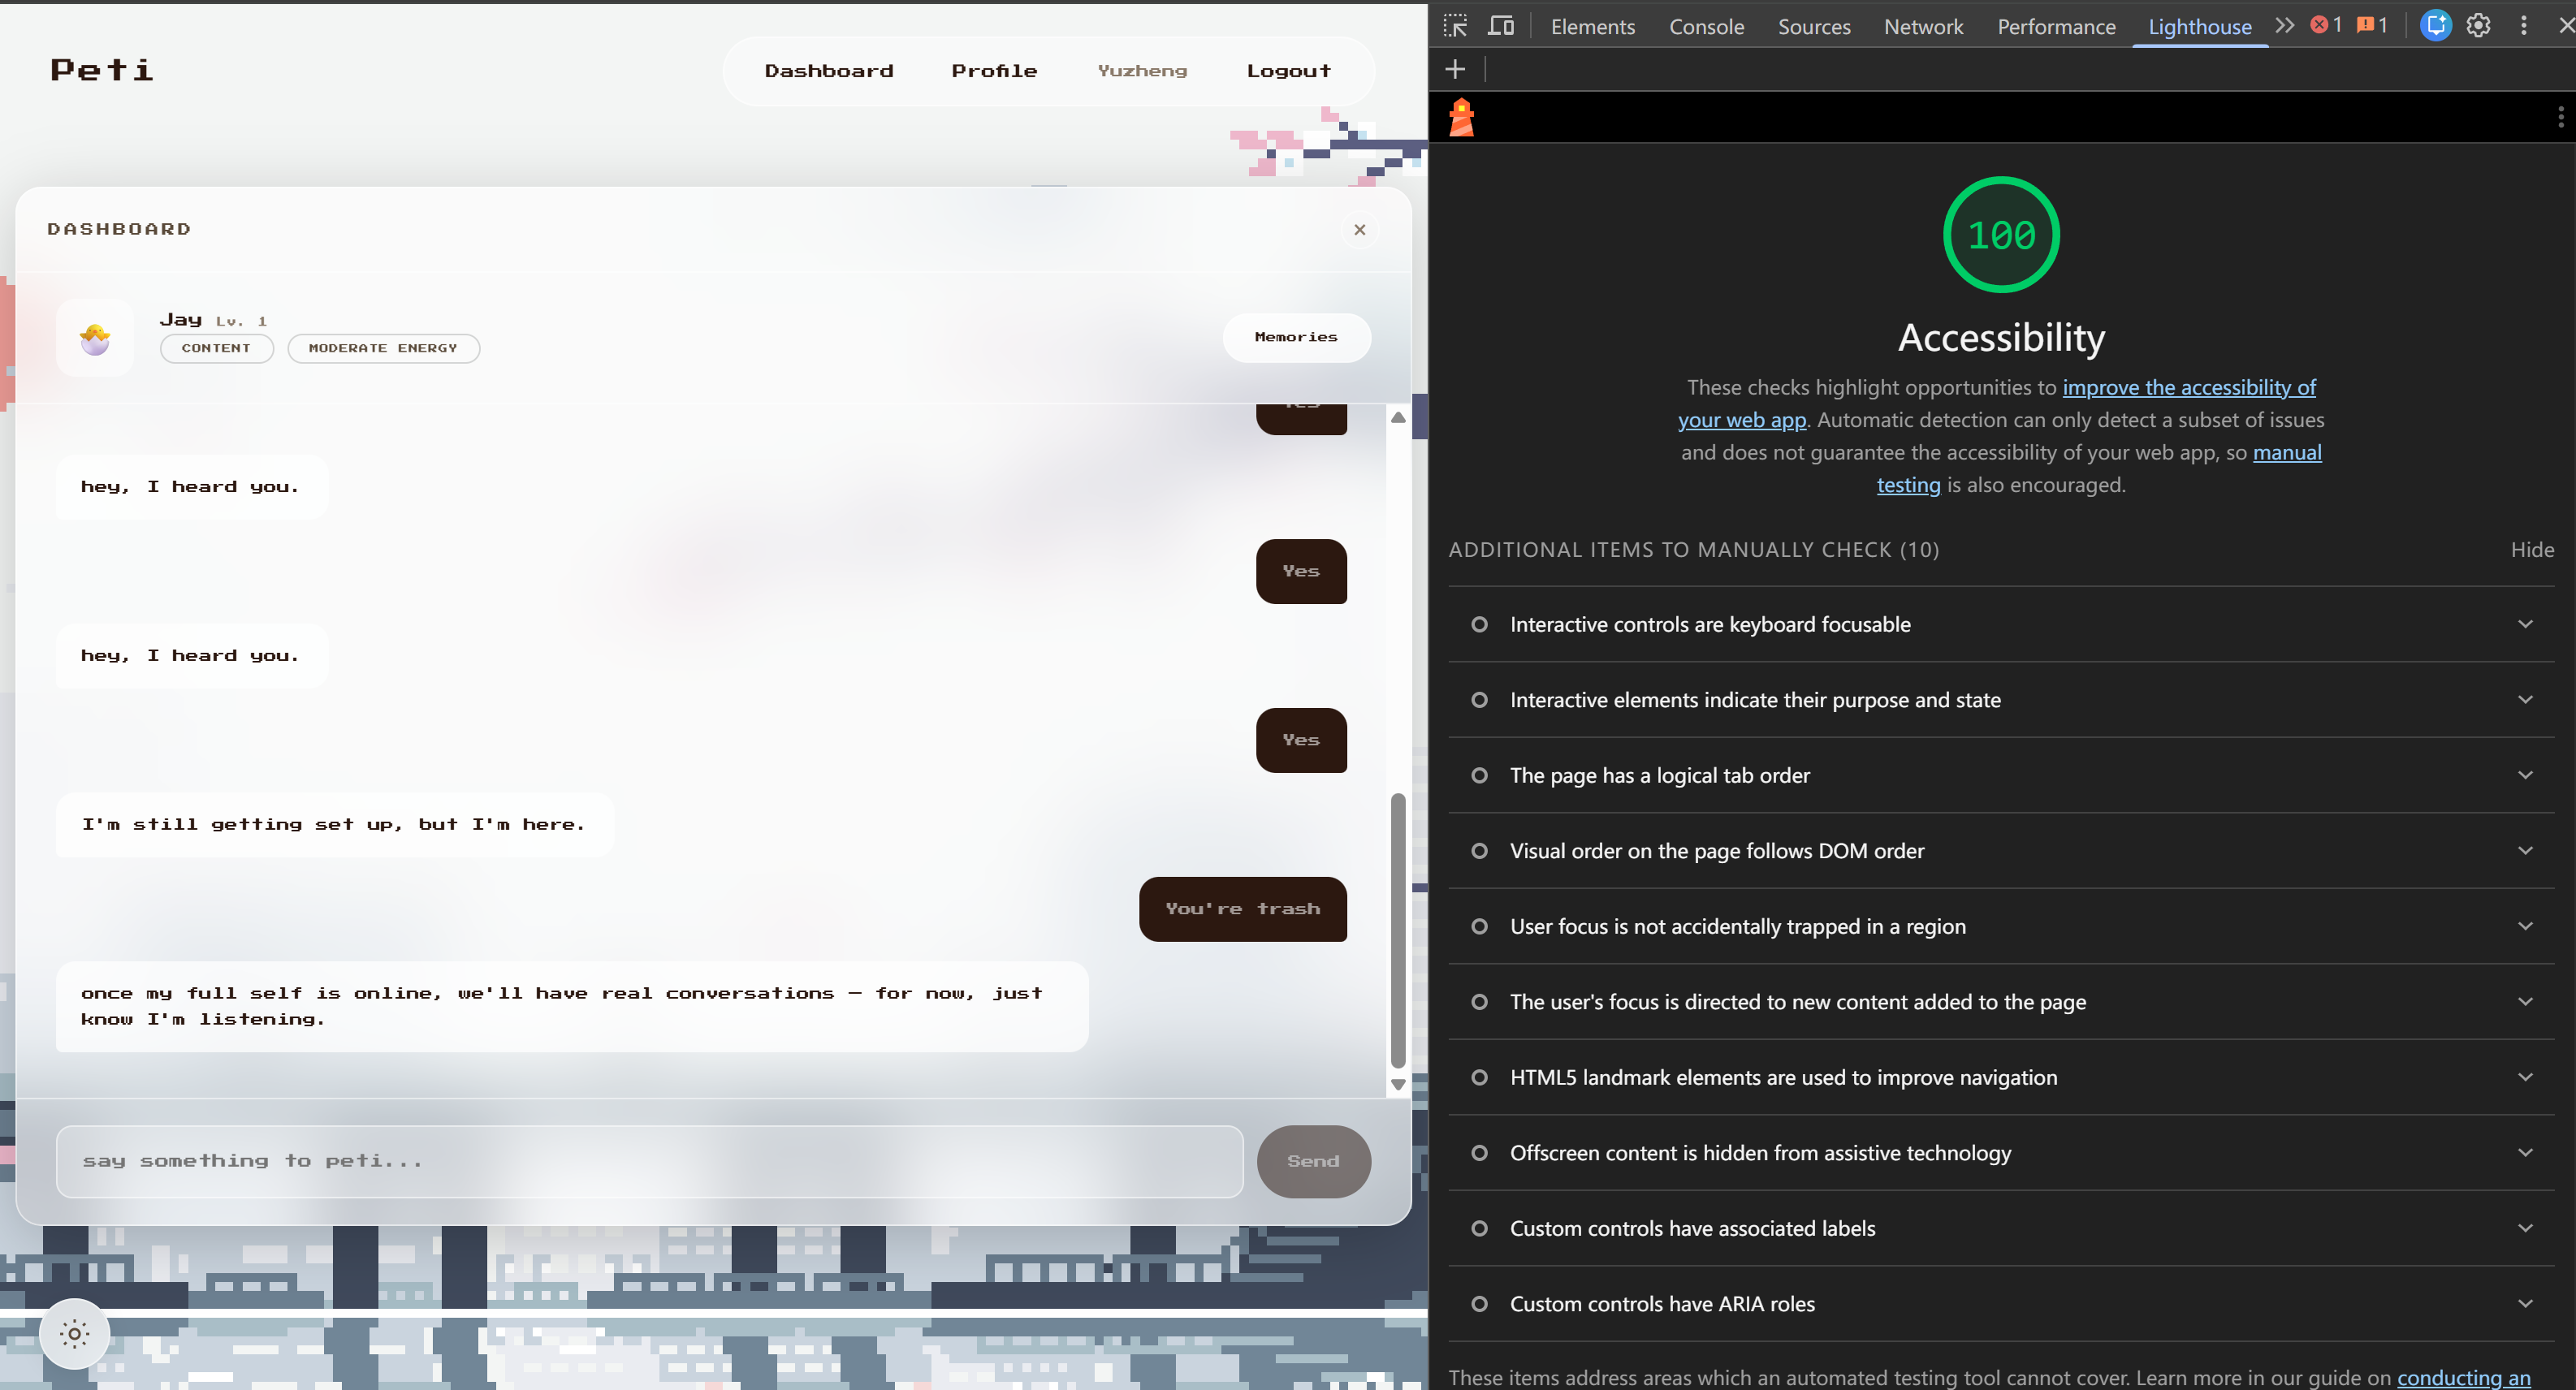 Peti
Dashboard Profile Yuzheng Logout
DASHBOARD
×
Jay Lv. 1
CONTENT MODERATE ENERGY
Memories
hey, I heard you.
Yes
hey, I heard you.
Yes
I'm still getting set up, but I'm here.
You're trash
once my full self is online, we'll have real conversations — for now, just
know I'm listening.
say something to peti...
Send
Elements Console Sources Network Performance Lighthouse 1 1
100
Accessibility
These checks highlight opportunities to improve the accessibility of
your web app. Automatic detection can only detect a subset of issues
and does not guarantee the accessibility of your web app, so manual
testing is also encouraged.
ADDITIONAL ITEMS TO MANUALLY CHECK (10) Hide
Interactive controls are keyboard focusable
Interactive elements indicate their purpose and state
The page has a logical tab order
Visual order on the page follows DOM order
User focus is not accidentally trapped in a region
The user's focus is directed to new content added to the page
HTML5 landmark elements are used to improve navigation
Offscreen content is hidden from assistive technology
Custom controls have associated labels
Custom controls have ARIA roles
These items address areas which an automated testing tool cannot cover. Learn more in our guide on conducting an